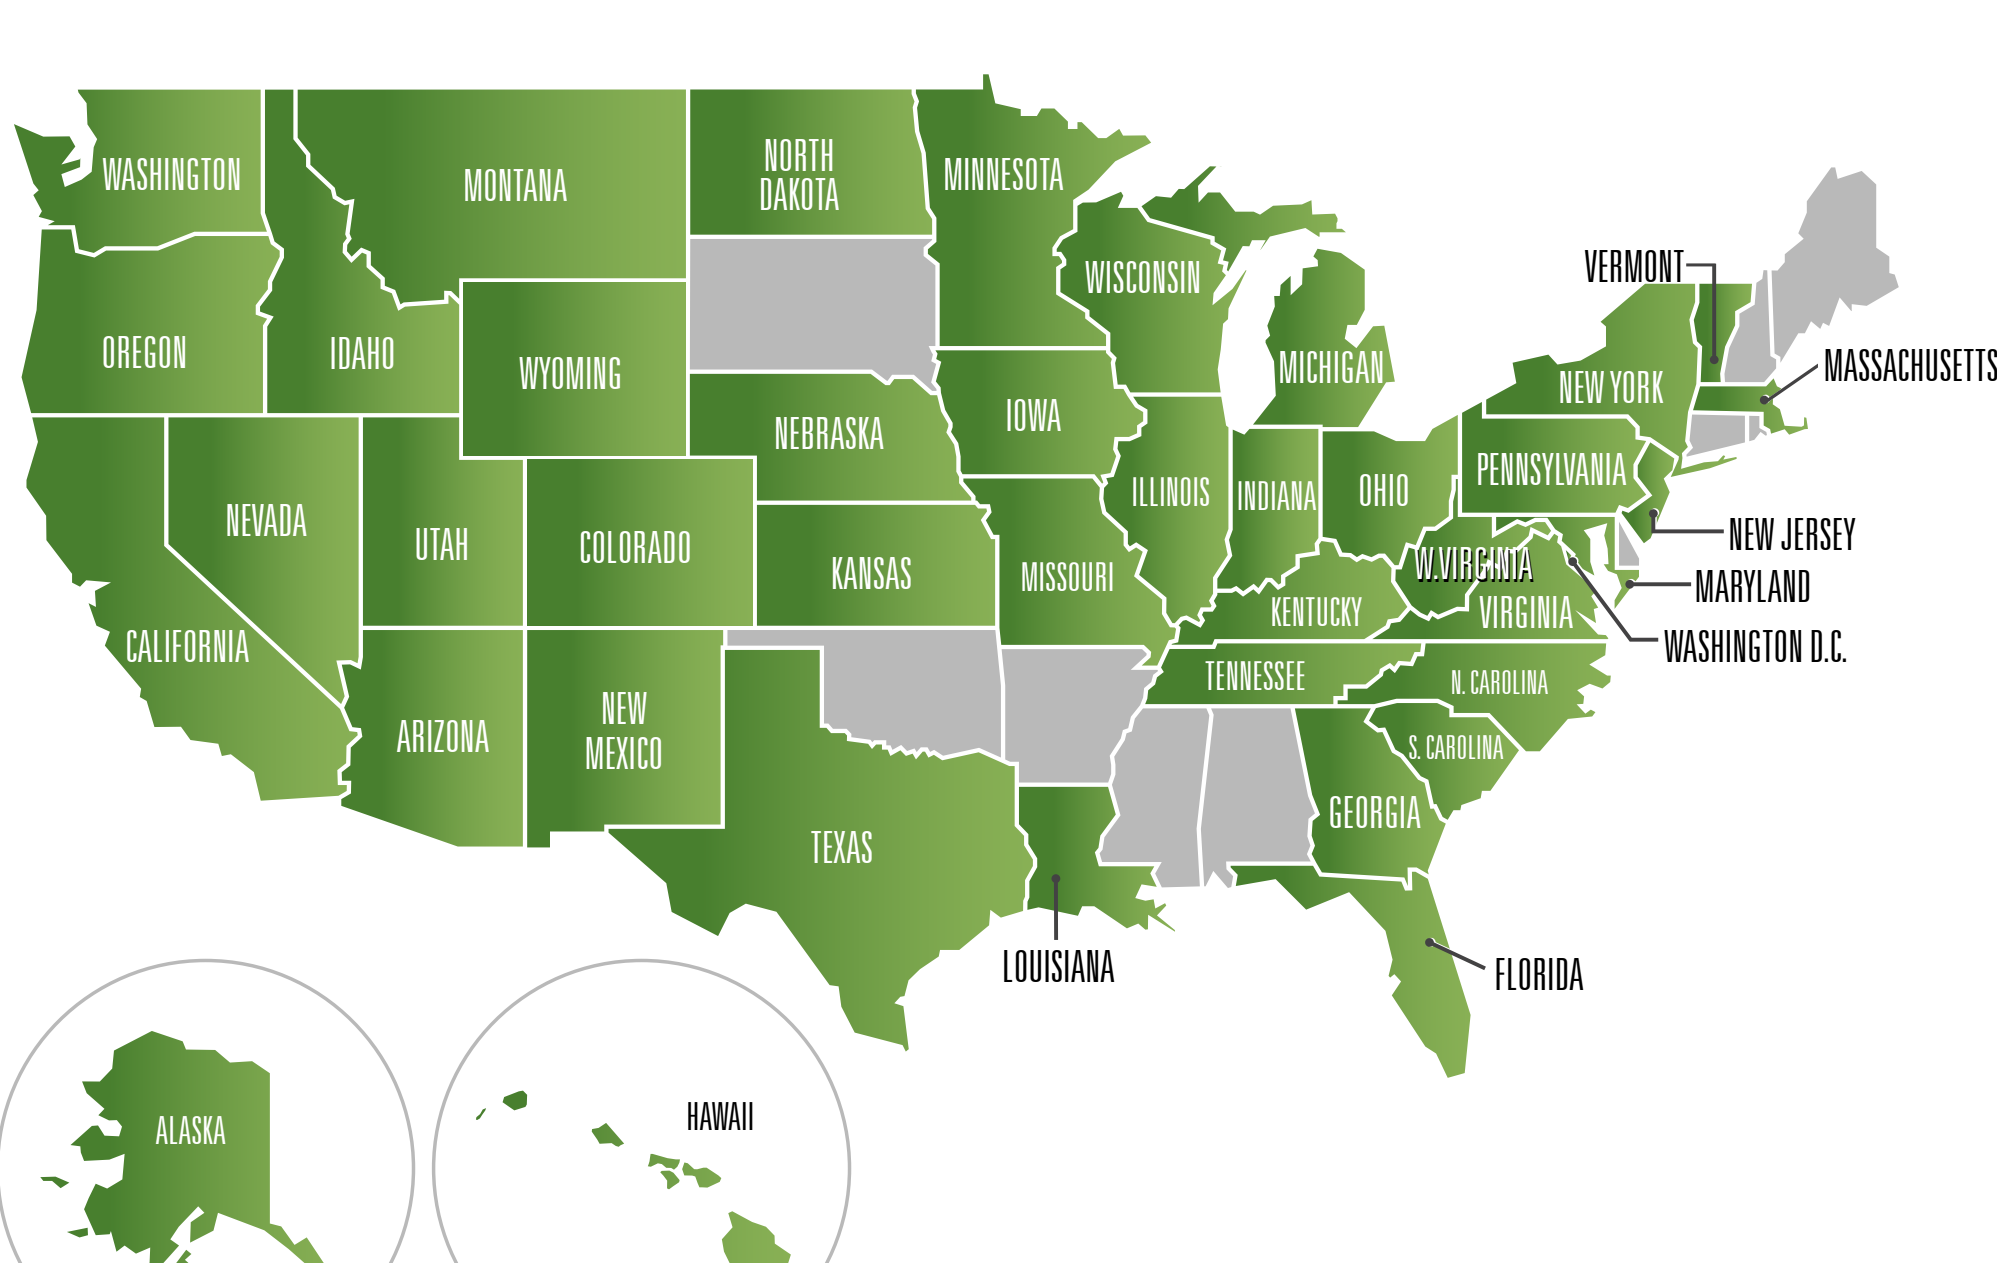 WASHINGTON
MONTANA
NORTH
DAKOTA
MINNESOTA
VERMONT
WISCONSIN
OREGON
IDAHO
WYOMING
MICHIGAN
MASSACHUSETTS
NEW YORK
IOWA
NEBRASKA
PENNSYLVANIA
ILLINOIS
INDIANA
OHIO
NEVADA
UTAH
COLORADO
NEW JERSEY
KANSAS
MISSOURI
W.VIRGINIA
MARYLAND
KENTUCKY
VIRGINIA
CALIFORNIA
WASHINGTON D.C.
TENNESSEE
N. CAROLINA
ARIZONA
NEW
MEXICO
S. CAROLINA
GEORGIA
TEXAS
LOUISIANA
FLORIDA
HAWAII
ALASKA